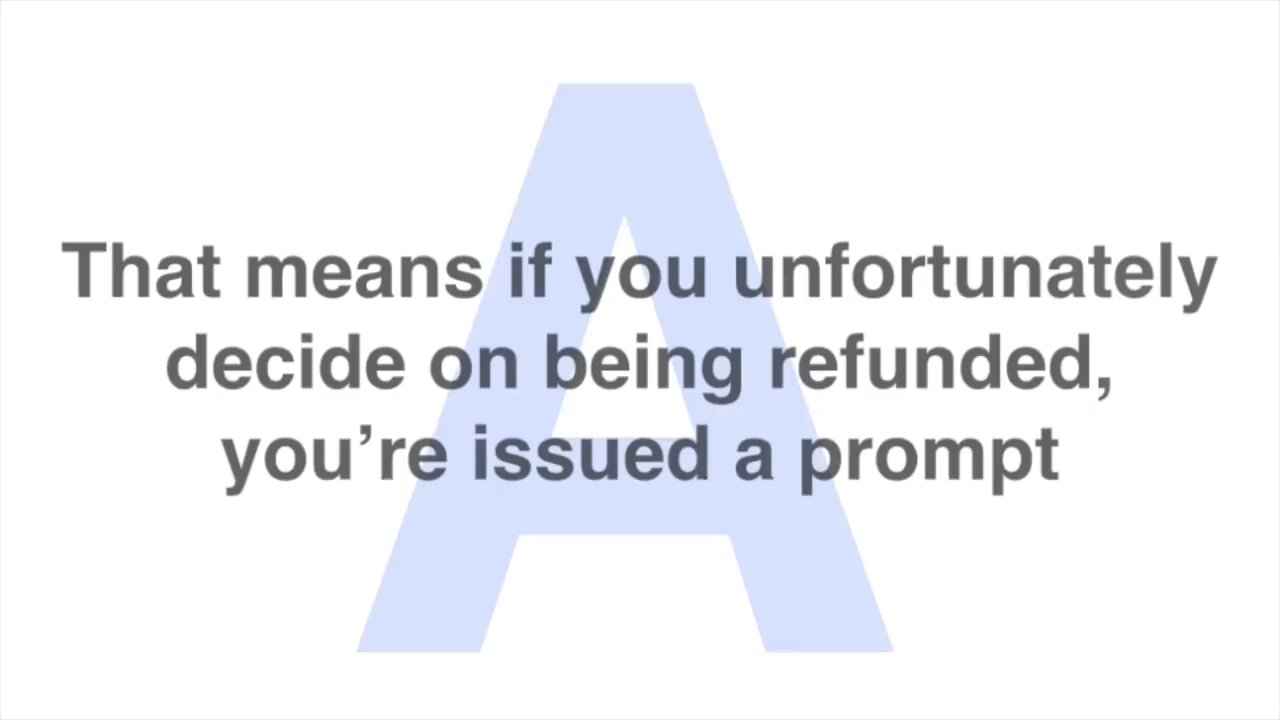 A
That means if you unfortunately
decide on being refunded,
you’re issued a prompt